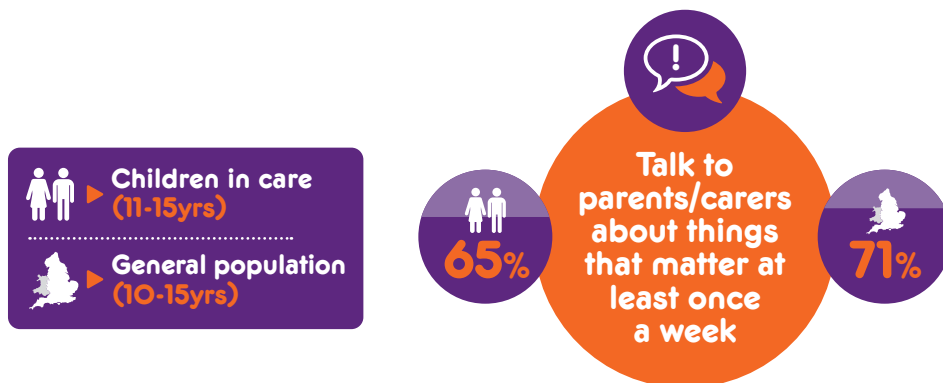 Children in care
(11-15yrs)
General population
(10-15yrs)
!
Talk to
parents/carers
about things
that matter at
least once
a week
65%
71%